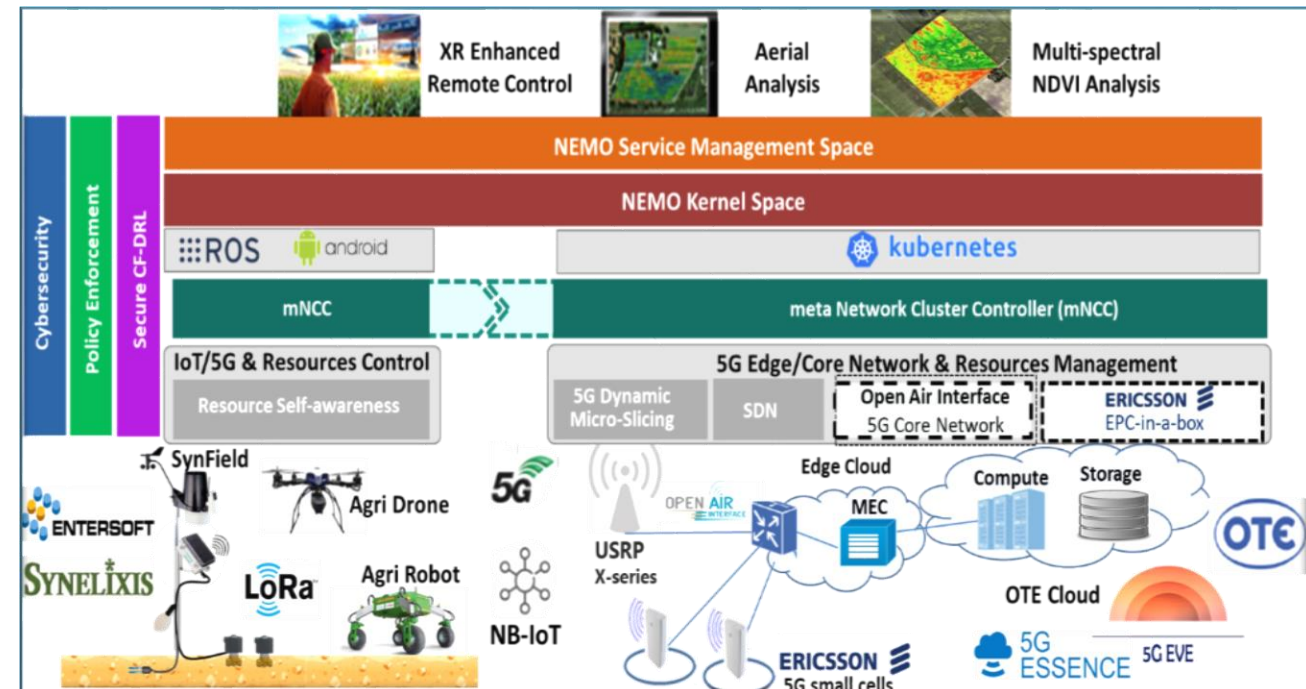 XR Enhanced
Remote Control
Aerial
Analysis
Multi-spectral
NDVI Analysis
Cybersecurity
Policy Enforcement
Secure CF-DRL
NEMO Service Management Space
NEMO Kernel Space
ROS
android
kubernetes
mNCC
meta Network Cluster Controller (mNCC)
IoT/5G & Resources Control
Resource Self-awareness
5G Edge/Core Network & Resources Management
5G Dynamic
Micro-Slicing
SDN
Open Air Interface
5G Core Network
ERICSSON
EPC-in-a-box
SynField
ENTERSOFT
SYNELIXIS
Agri Drone
LoRa
Agri Robot
5G
NB-IoT
OPEN AIR
INTERFACE
USRP
X-series
Edge Cloud
MEC
Compute
Storage
OTE
OTE Cloud
ERICSSON
5G small cells
5G
ESSENCE
5G EVE